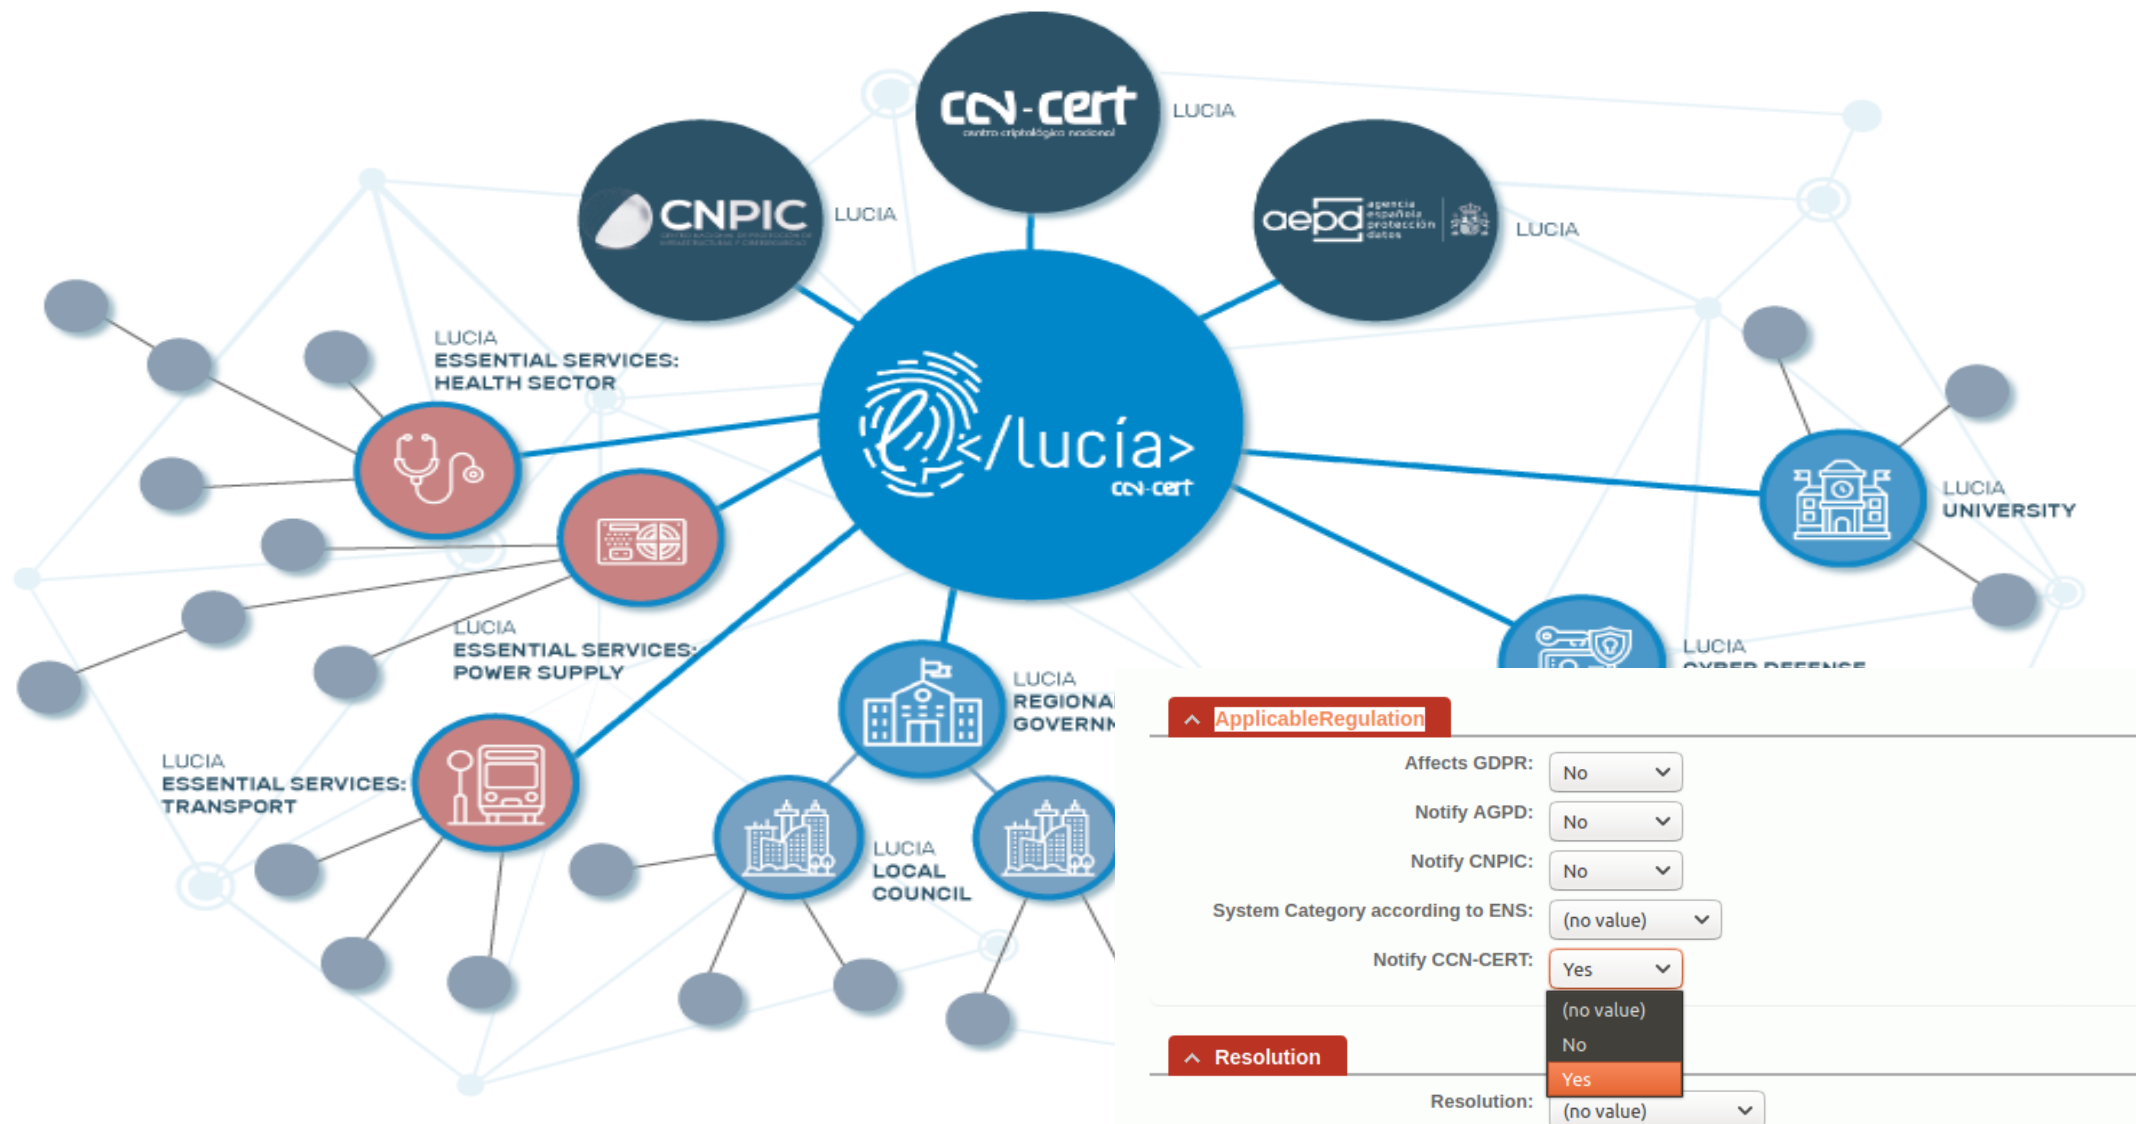 ccn-cert
centro criptológico nacional
LUCIA
CNPIC
LUCIA
aepd
agencia
española
protección
datos
LUCIA
LUCIA
ESSENTIAL SERVICES:
HEALTH SECTOR
</lucía>
ccn-cert
LUCIA
UNIVERSITY
LUCIA
ESSENTIAL SERVICES:
POWER SUPPLY
LUCIA
CYBER DEFENSE
LUCIA
REGIONA
GOVERNM
LUCIA
ESSENTIAL SERVICES:
TRANSPORT
LUCIA
LOCAL
COUNCIL
ApplicableRegulation
Affects GDPR: No
Notify AGPD: No
Notify CNPIC: No
System Category according to ENS: (no value)
Notify CCN-CERT: Yes
(no value)
No
Yes
Resolution
Resolution: (no value)